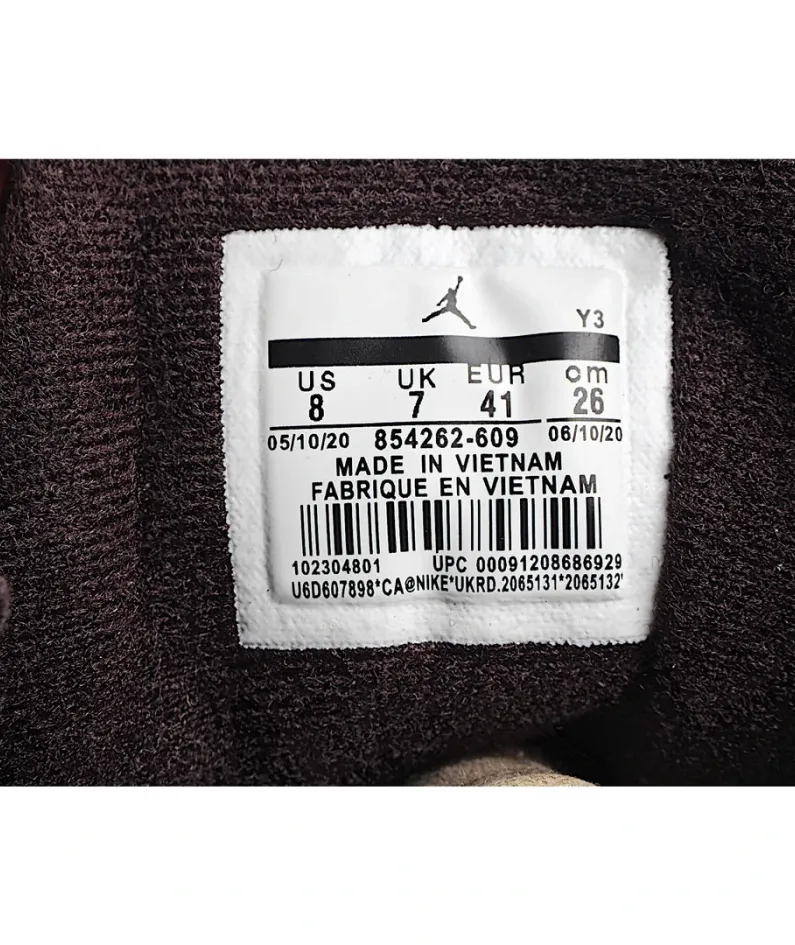 Y3
US UK EUR cm
8 7 41 26
05/10/20 854262-609 06/10/20
MADE IN VIETNAM
FABRIQUE EN VIETNAM
102304801 UPC 00091208686929
U6D607898*CA@NIKE*UKRD.2065131*2065132'